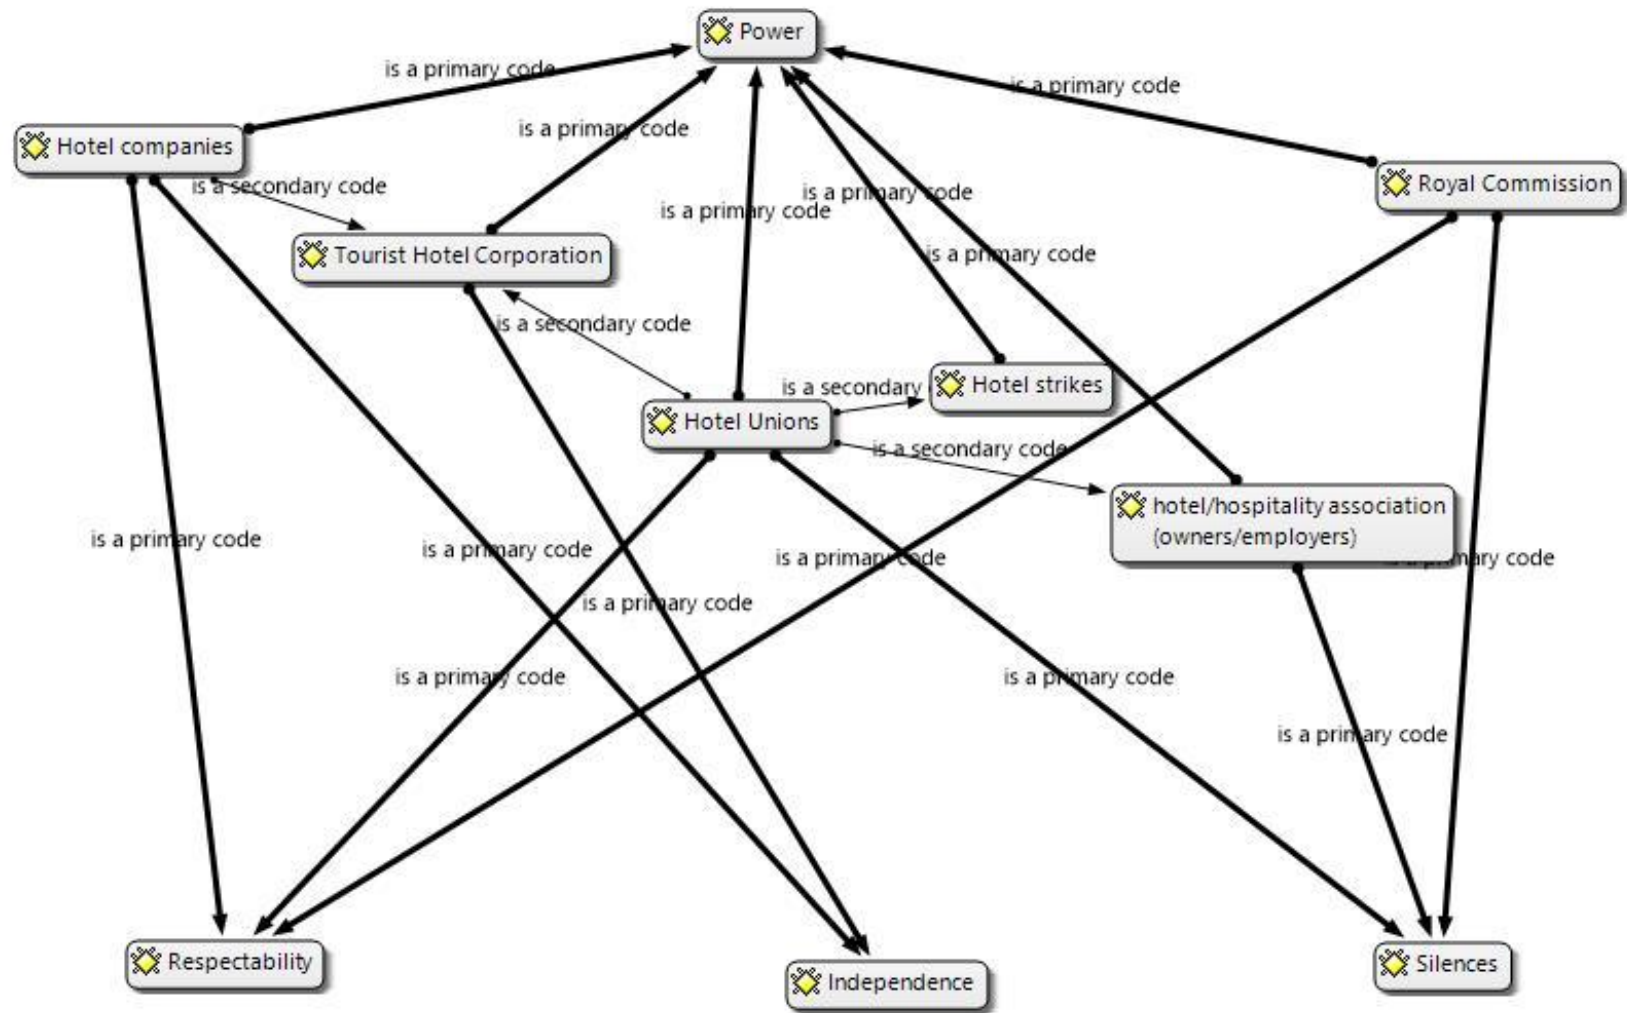 Power
is a primary code
is a primary code
is a primary code
Hotel companies
Royal Commission
is a secondary code
is a primary code
is a primary code
Tourist Hotel Corporation
is a primary code
is a secondary code
Hotel strikes
is a secondary
Hotel Unions
is a secondary code
hotel/hospitality association
(owners/employers)
is a primary code
is a primary code
is a primary code
is a primary code
is a primary code
is a primary code
is a primary code
is a primary code
Respectability
Silences
Independence